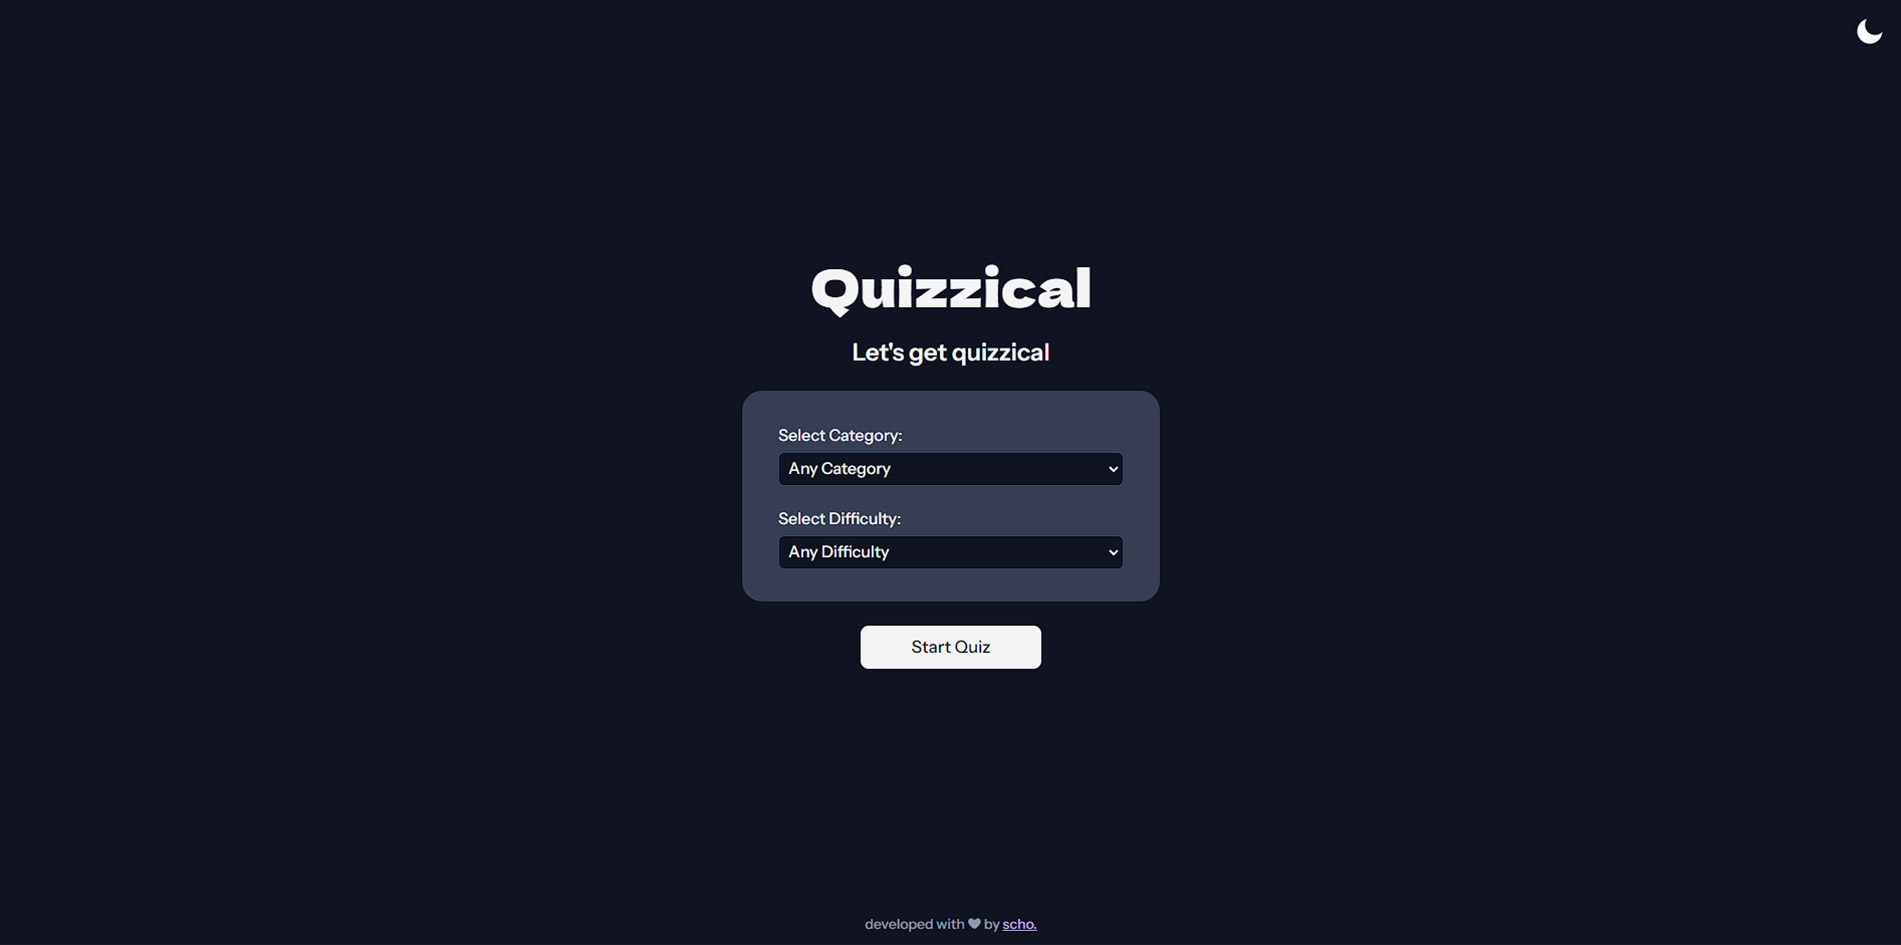 Quizzical
Let's get quizzical
Select Category:
Any Category
Select Difficulty:
Any Difficulty
Start Quiz
developed with 🖤 by scho.